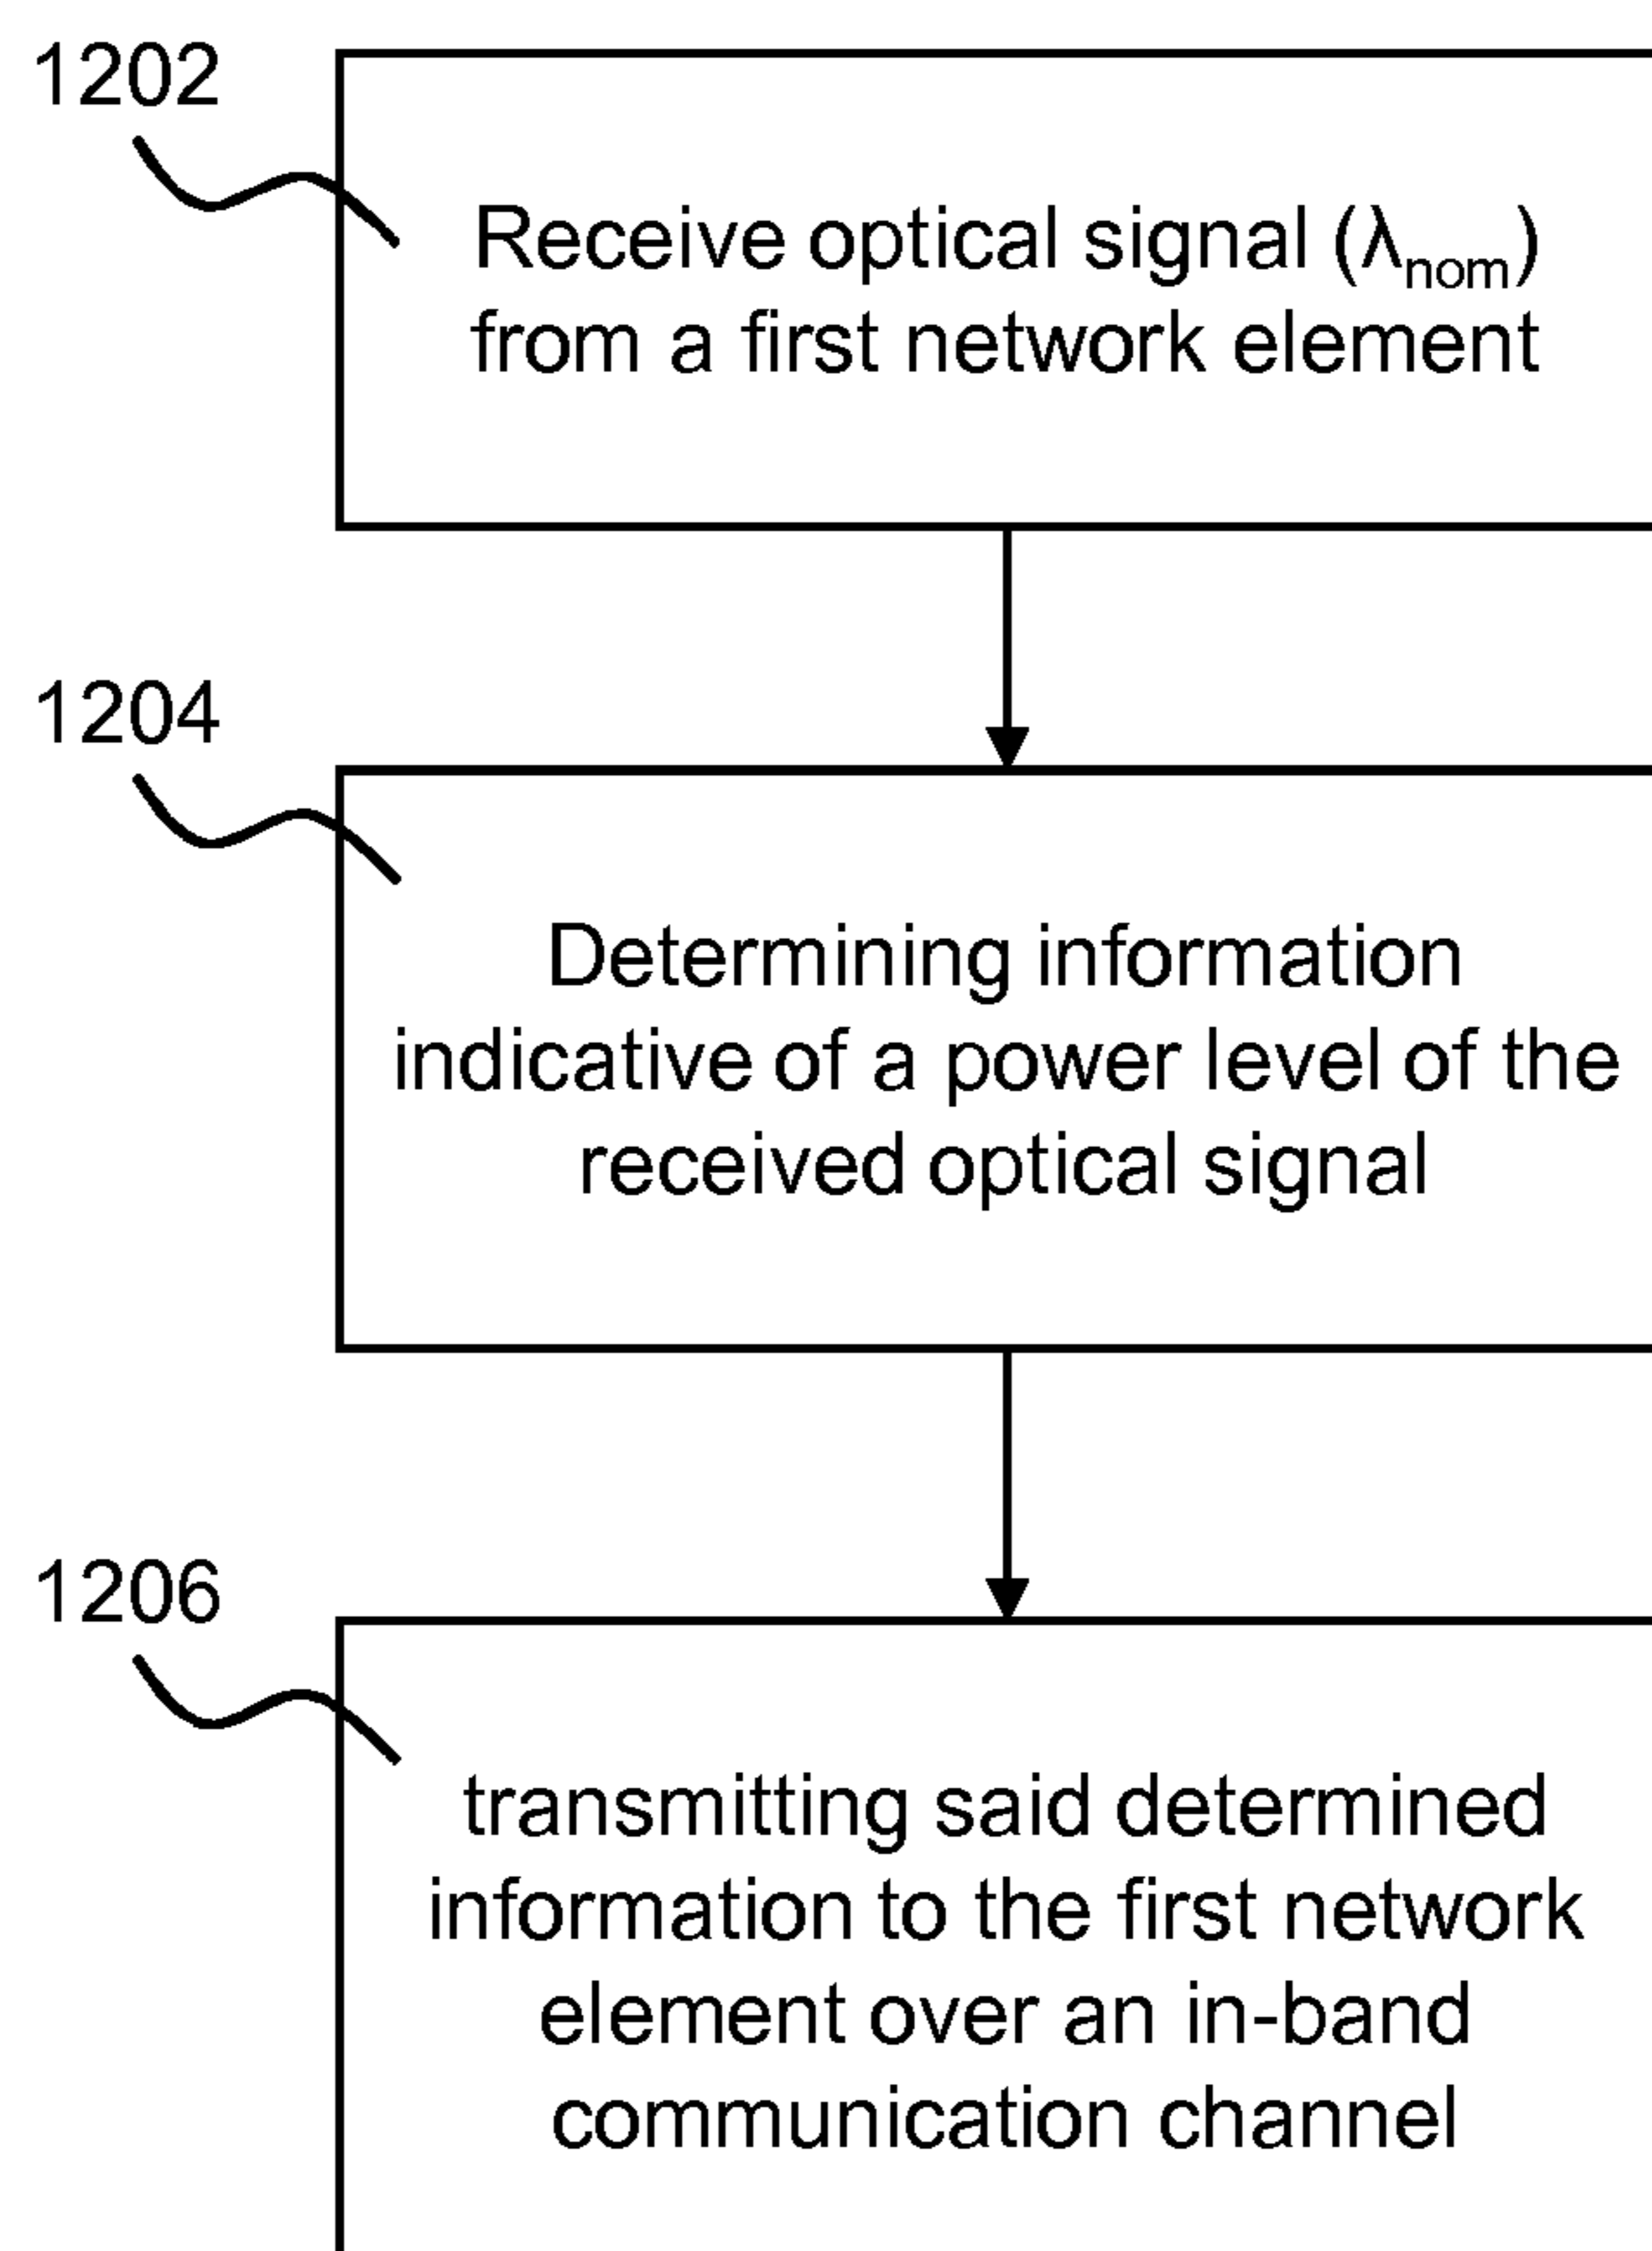 1202
Receive optical signal (λnom)
from a first network element
1204
Determining information
indicative of a power level of the
received optical signal
1206
transmitting said determined
information to the first network
element over an in-band
communication channel